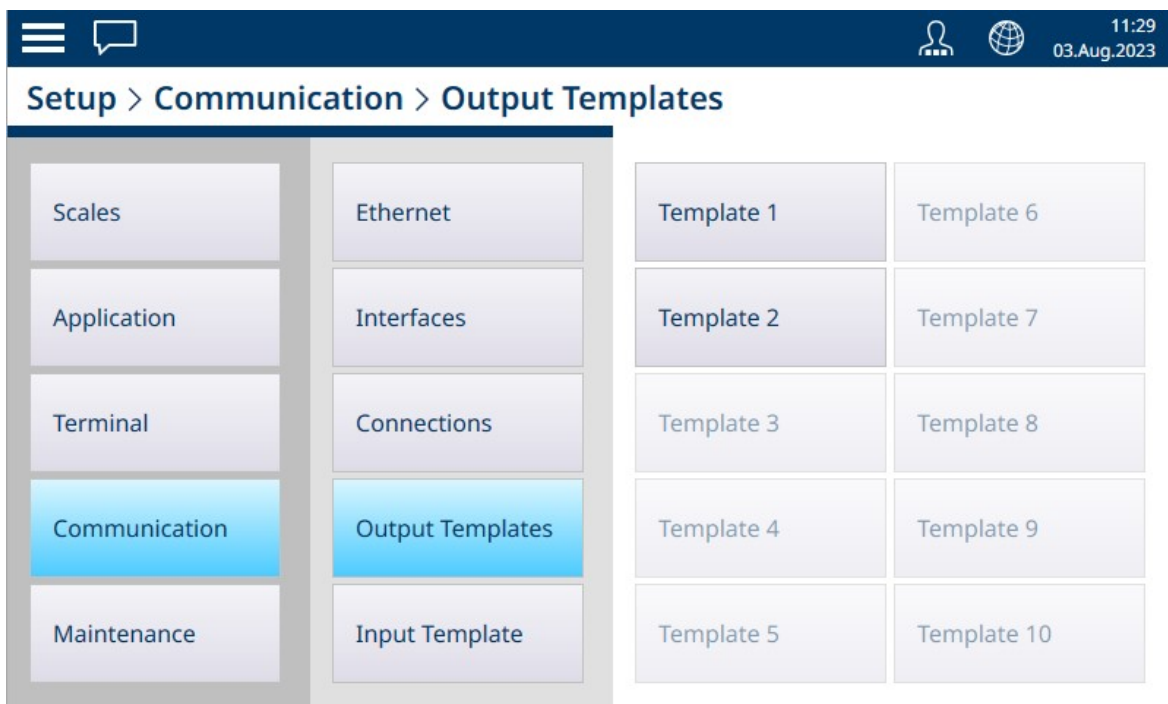 11:29
03.Aug.2023
Setup > Communication > Output Templates
Scales
Application
Terminal
Communication
Maintenance
Ethernet
Interfaces
Connections
Output Templates
Input Template
Template 1
Template 2
Template 3
Template 4
Template 5
Template 6
Template 7
Template 8
Template 9
Template 10